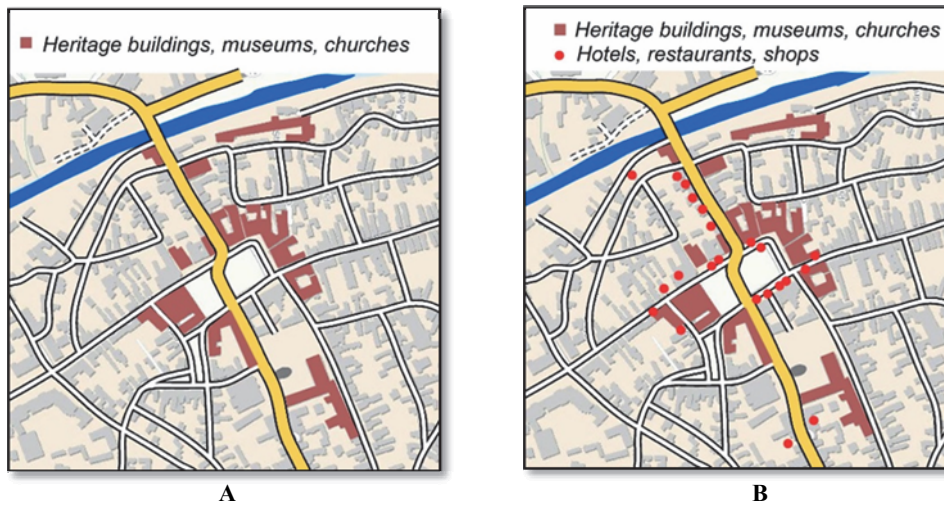 Heritage buildings, museums, churches
Heritage buildings, museums, churches
Hotels, restaurants, shops
A
B